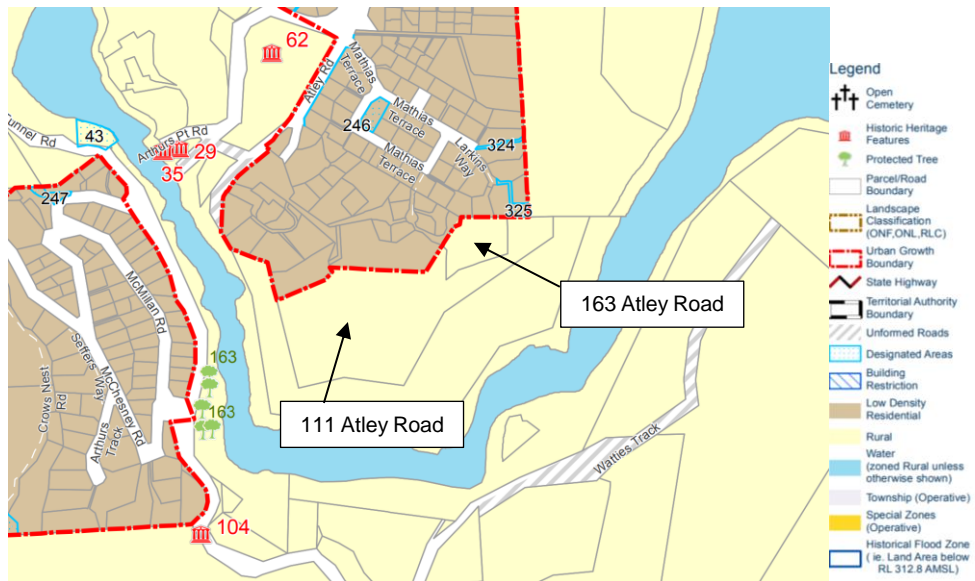 62
Mathias
Terrace
Atley Rd
Mathias
Terrace
246
Mathias
Terrace
Larkins
Way
324
325
Tunnel Rd
43
Arthurs Pt Rd
29
35
247
McMillan Rd
Seffers Way
McChesney Rd
Crows Nest
Rd
Arthurs
Track
163
163
104
Watties Track
163 Atley Road
111 Atley Road
Legend
Open
Cemetery
Historic Heritage
Features
Protected Tree
Parcel/Road
Boundary
Landscape
Classification
(ONF,ONL,RLC)
Urban Growth
Boundary
State Highway
Territorial Authority
Boundary
Unformed Roads
Designated Areas
Building
Restriction
Low Density
Residential
Rural
Water
(zoned Rural unless
otherwise shown)
Township (Operative)
Special Zones
(Operative)
Historical Flood Zone
( ie. Land Area below
RL 312.8 AMSL)